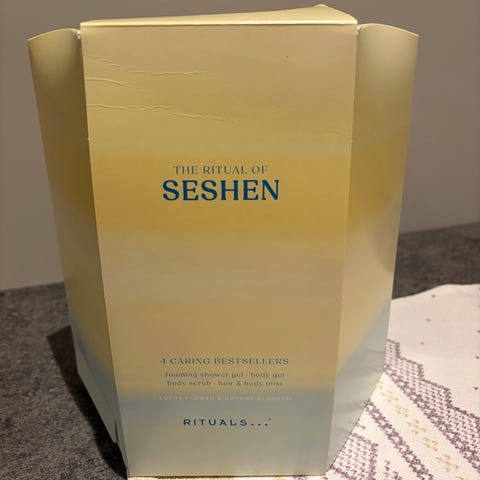 THE RITUAL OF
SESHEN
4 CARING BESTSELLERS
foaming shower gel - body gel
body scrub - hair & body mist
LOTUS FLOWER & ORANGE BLOSSOM
RITUALS...®